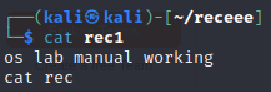 ┌──(kali㉿kali)-[~/receee]
└─$ cat rec1
os lab manual working
cat rec